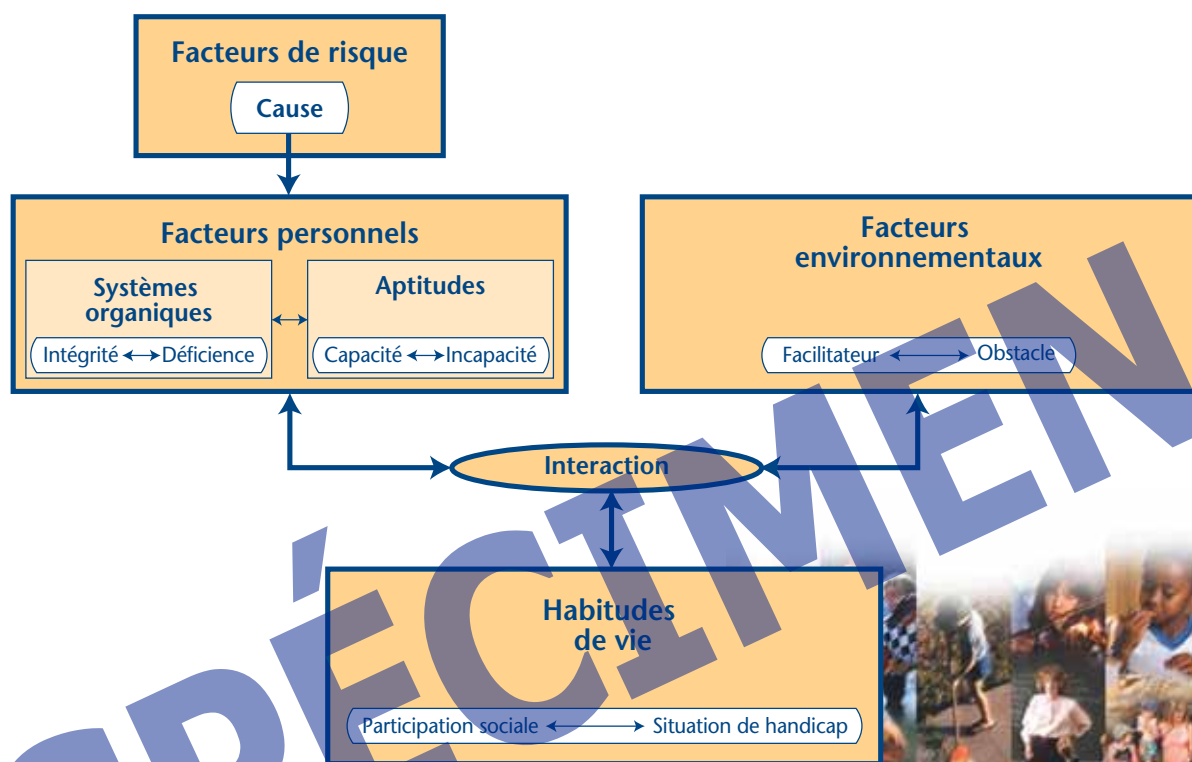 Facteurs de risque
Cause
Facteurs personnels
Systèmes
organiques
Intégrité Déficience
Aptitudes
Capacité Incapacité
Facteurs
environnementaux
Facilitateur Obstacle
Interaction
Habitudes
de vie
Participation sociale Situation de handicap
SPÉCIMEN